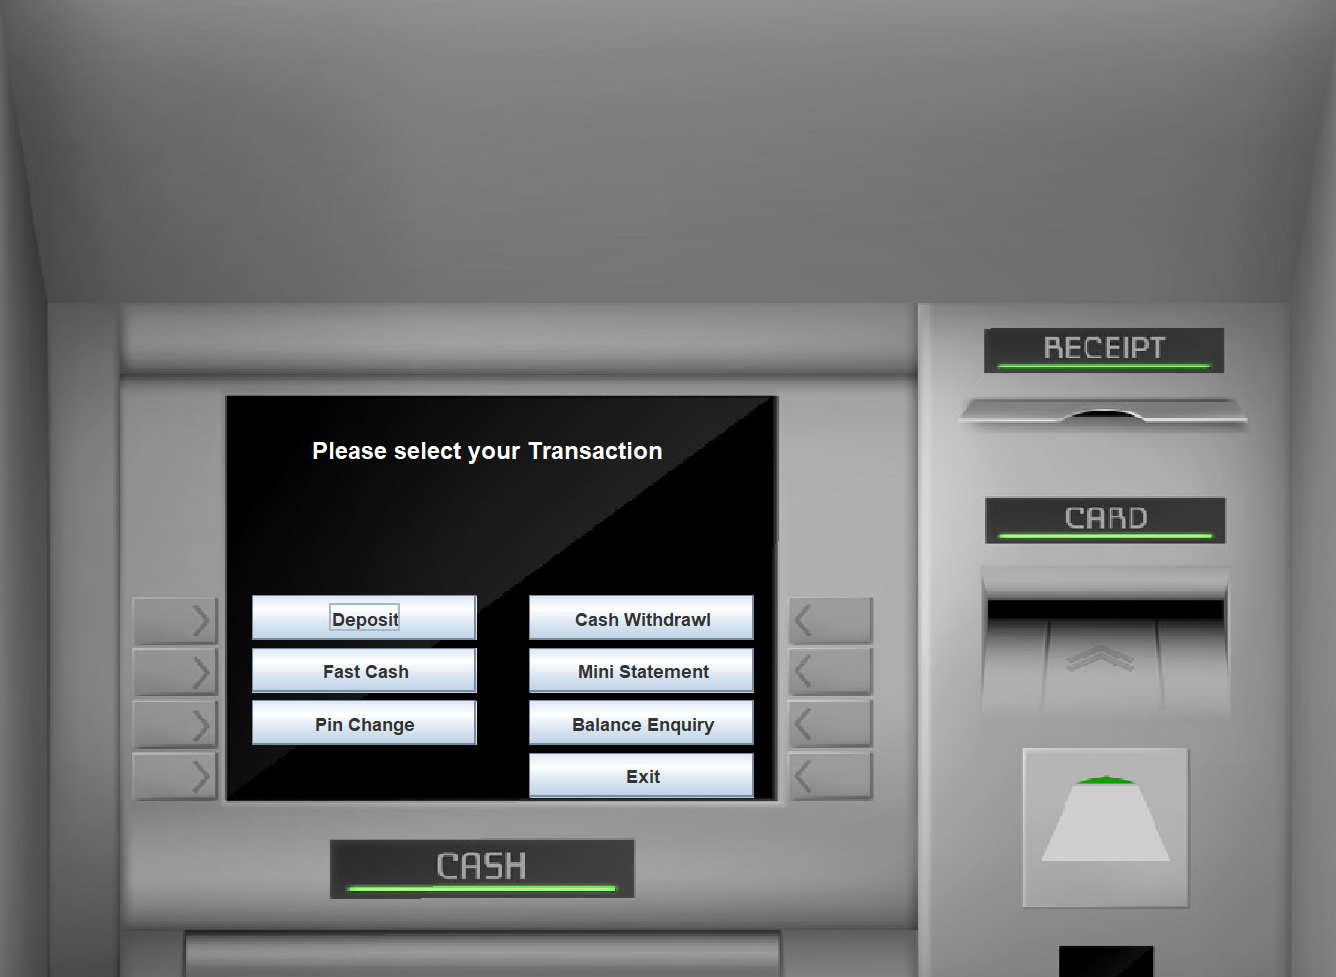 RECEIPT
Please select your Transaction
CARD
Deposit
Cash Withdrawl
Fast Cash
Mini Statement
Pin Change
Balance Enquiry
Exit
CASH